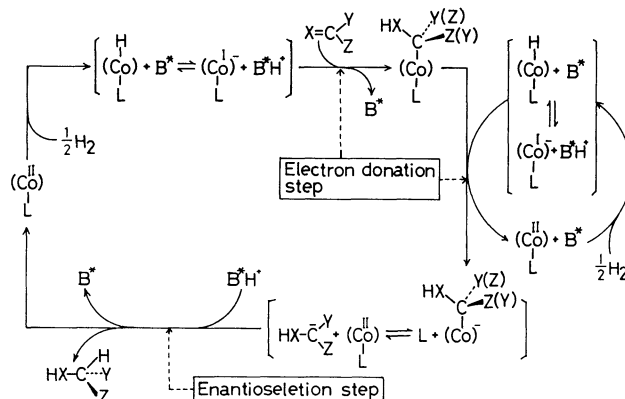 H
(Co) + B* ⇌ (Co)⁻ + B*H⁺
I
L
L
X=C
Y
Z
B*
HX
Y(Z)
C
Z(Y)
(Co)
L
H
(Co) + B*
L
I
(Co)⁻ + B*H⁺
L
II
(Co) + B*
L
½H₂
½H₂
II
(Co)
L
Electron donation
step
B*
B*H⁺
HX-C̄
Y
Z
+ (Co) ⇌ L + (Co)⁻
II
L
HX
Y(Z)
C
Z(Y)
HX-C
H
Y
Z
Enantioseletion step